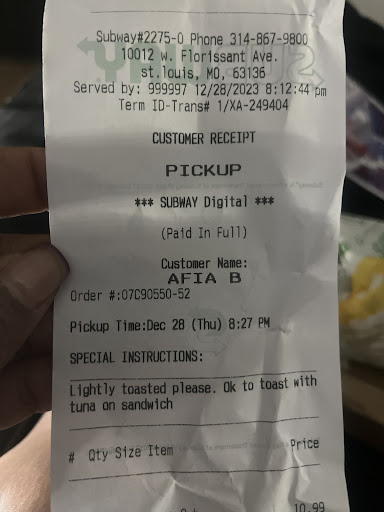 Subway#2275-0 Phone 314-867-9800
10012 w. Florissant Ave.
st.louis, MO, 63136
Served by: 999997 12/28/2023 8:12:44 pm
Term ID-Trans# 1/XA-249404
CUSTOMER RECEIPT
PICKUP
*** SUBWAY Digital ***
(Paid In Full)
Customer Name:
AFIA B
Order #:07C90550-52
Pickup Time:Dec 28 (Thu) 8:27 PM
SPECIAL INSTRUCTIONS:
Lightly toasted please. Ok to toast with
tuna on sandwich
# Qty Size Item Price
10.99